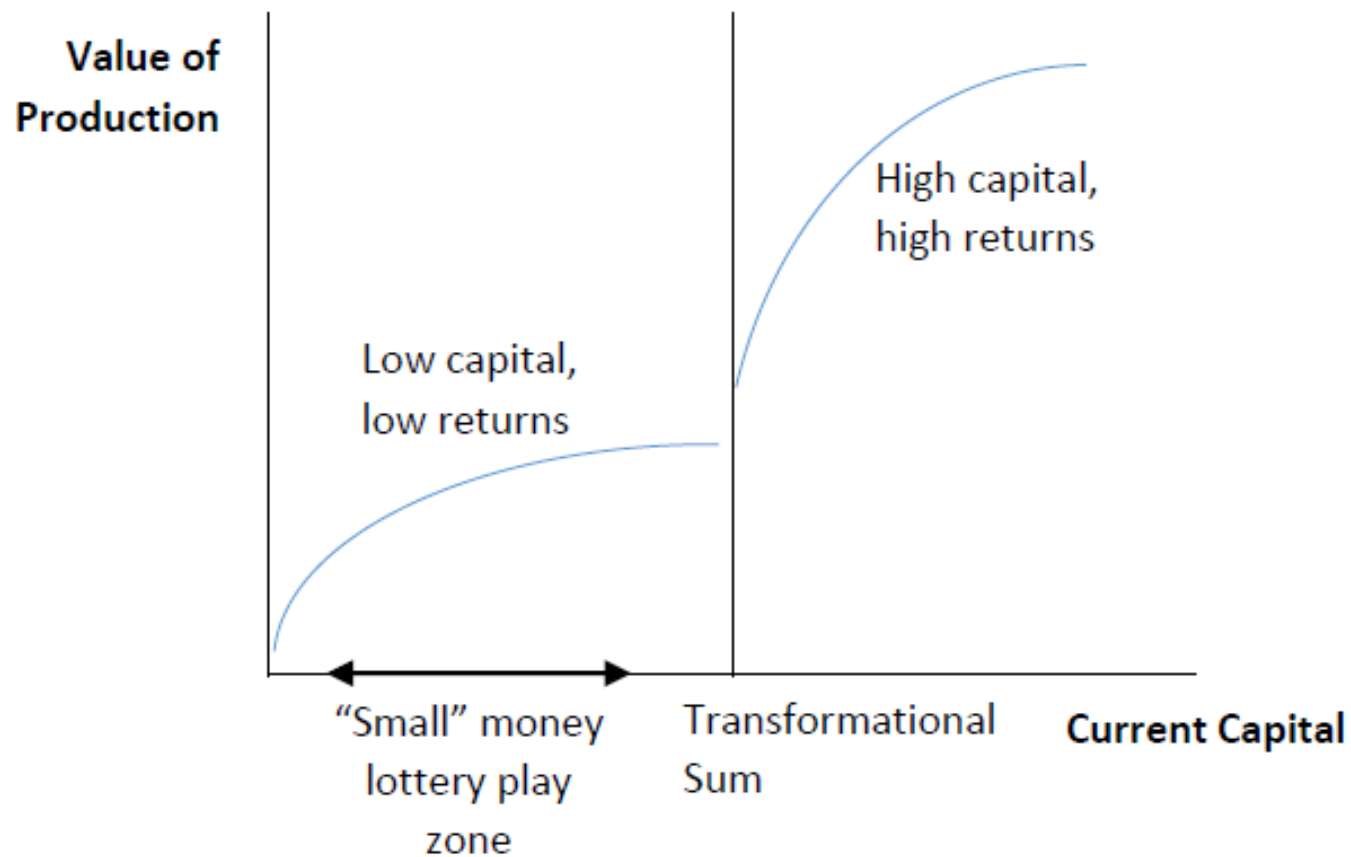 Value of
Production
High capital,
high returns
Low capital,
low returns
“Small” money
lottery play
zone
Transformational
Sum
Current Capital